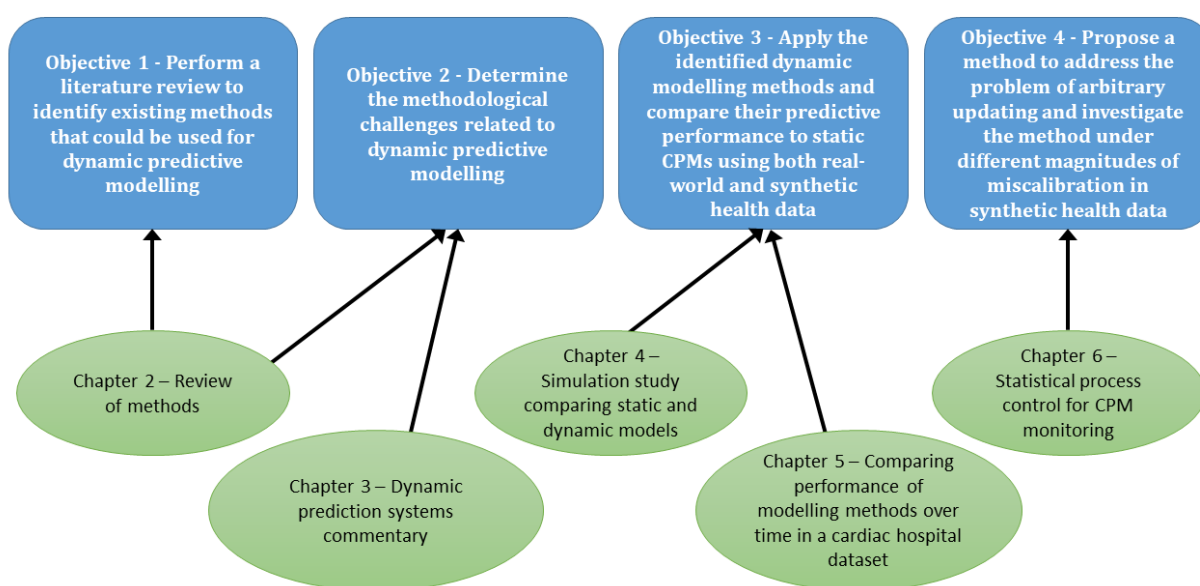 Objective 1 - Perform a
literature review to
identify existing methods
that could be used for
dynamic predictive
modelling
Objective 2 - Determine
the methodological
challenges related to
dynamic predictive
modelling
Objective 3 - Apply the
identified dynamic
modelling methods and
compare their predictive
performance to static
CPMs using both real-
world and synthetic
health data
Objective 4 - Propose a
method to address the
problem of arbitrary
updating and investigate
the method under
different magnitudes of
miscalibration in
synthetic health data
Chapter 2 – Review
of methods
Chapter 3 – Dynamic
prediction systems
commentary
Chapter 4 –
Simulation study
comparing static and
dynamic models
Chapter 5 – Comparing
performance of
modelling methods over
time in a cardiac hospital
dataset
Chapter 6 –
Statistical process
control for CPM
monitoring